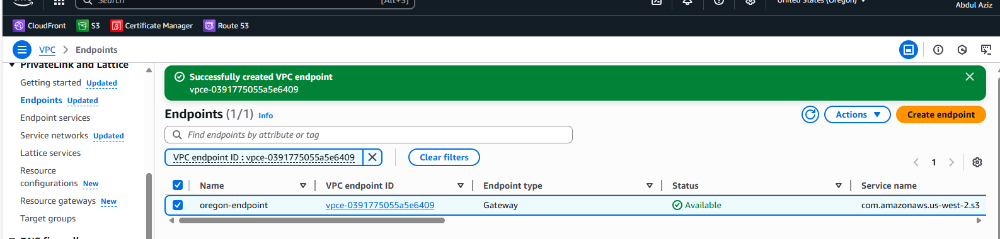 Search
[Alt+S]
United States (Oregon)
Abdul Aziz
CloudFront
S3
Certificate Manager
Route 53
VPC
Endpoints
PrivateLink and Lattice
Getting started Updated
Endpoints Updated
Endpoint services
Service networks Updated
Lattice services
Resource
configurations New
Resource gateways New
Target groups
Successfully created VPC endpoint
vpce-0391775055a5e6409
Endpoints (1/1) Info
Actions
Create endpoint
Find endpoints by attribute or tag
VPC endpoint ID : vpce-0391775055a5e6409
Clear filters
1
Name
VPC endpoint ID
Endpoint type
Status
Service name
oregon-endpoint
vpce-0391775055a5e6409
Gateway
Available
com.amazonaws.us-west-2.s3